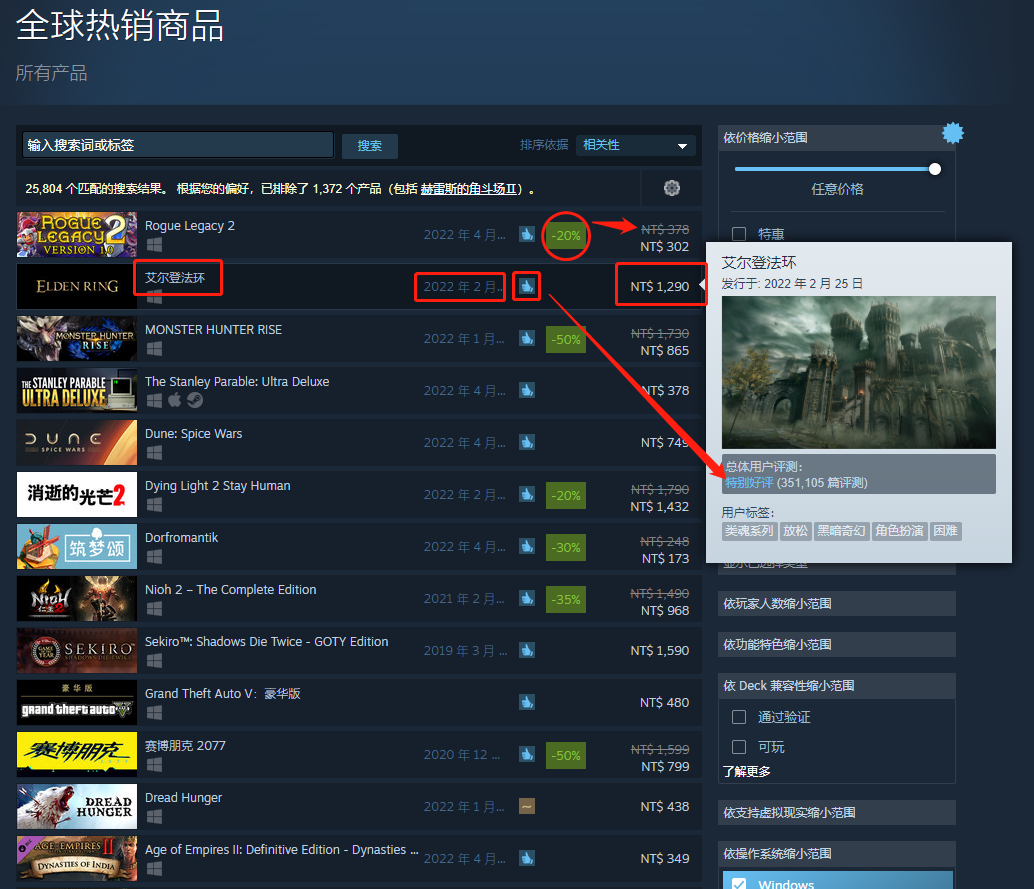 全球热销商品
所有产品
输入搜索词或标签
搜索
排序依据
相关性
25,804 个匹配的搜索结果。 根据您的偏好，已排除了 1,372 个产品（包括 赫雷斯的角斗场II）。
ROGUE LEGACY 2 VERSION 1.0
Rogue Legacy 2
2022 年 4 月...
-20%
NT$ 378
NT$ 302
ELDEN RING
艾尔登法环
2022 年 2 月...
NT$ 1,290
MONSTER HUNTER RISE
MONSTER HUNTER RISE
2022 年 1 月...
-50%
NT$ 1,730
NT$ 865
THE STANLEY PARABLE: ULTRA DELUXE
The Stanley Parable: Ultra Deluxe
2022 年 4 月...
NT$ 378
DUNE SPICE WARS
Dune: Spice Wars
2022 年 4 月...
NT$ 749
消逝的光芒2
Dying Light 2 Stay Human
2022 年 2 月...
-20%
NT$ 1,790
NT$ 1,432
筑梦颂
Dorfromantik
2022 年 4 月...
-30%
NT$ 248
NT$ 173
NIOH 2 仁王2
Nioh 2 – The Complete Edition
2021 年 2 月...
-35%
NT$ 1,490
NT$ 968
GAME YEAR SEKIRO SHADOWS DIE TWICE
Sekiro™: Shadows Die Twice - GOTY Edition
2019 年 3 月 ...
NT$ 1,590
豪华版
grand theft auto V
Grand Theft Auto V：豪华版
NT$ 480
赛博朋克
赛博朋克 2077
2020 年 12 ...
-50%
NT$ 1,599
NT$ 799
DREAD HUNGER
Dread Hunger
2022 年 1 月...
NT$ 438
DLC AGE EMPIRES II DYNASTIES OF INDIA
Age of Empires II: Definitive Edition - Dynasties ...
2022 年 4 月...
NT$ 349
依价格缩小范围
任意价格
特惠
艾尔登法环
发行于: 2022 年 2 月 25 日
总体用户评测：
特别好评 (351,105 篇评测)
用户标签：
类魂系列 放松 黑暗奇幻 角色扮演 困难
显示已选择类型
依玩家人数缩小范围
依功能特色缩小范围
依 Deck 兼容性缩小范围
通过验证
可玩
了解更多
依支持虚拟现实缩小范围
依操作系统缩小范围
Windows